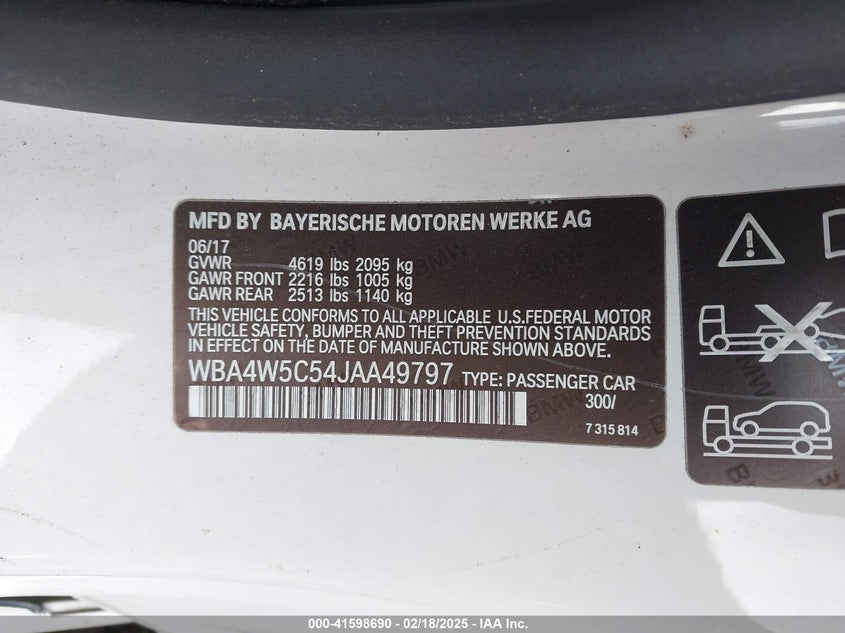 MFD BY BAYERISCHE MOTOREN WERKE AG
06/17
GVWR 4619 lbs 2095 kg
GAWR FRONT 2216 lbs 1005 kg
GAWR REAR 2513 lbs 1140 kg
THIS VEHICLE CONFORMS TO ALL APPLICABLE U.S.FEDERAL MOTOR
VEHICLE SAFETY, BUMPER AND THEFT PREVENTION STANDARDS
IN EFFECT ON THE DATE OF MANUFACTURE SHOWN ABOVE.
WBA4W5C54JAA49797 TYPE: PASSENGER CAR
300/
7 315 814
000-41598690 - 02/18/2025 - IAA Inc.